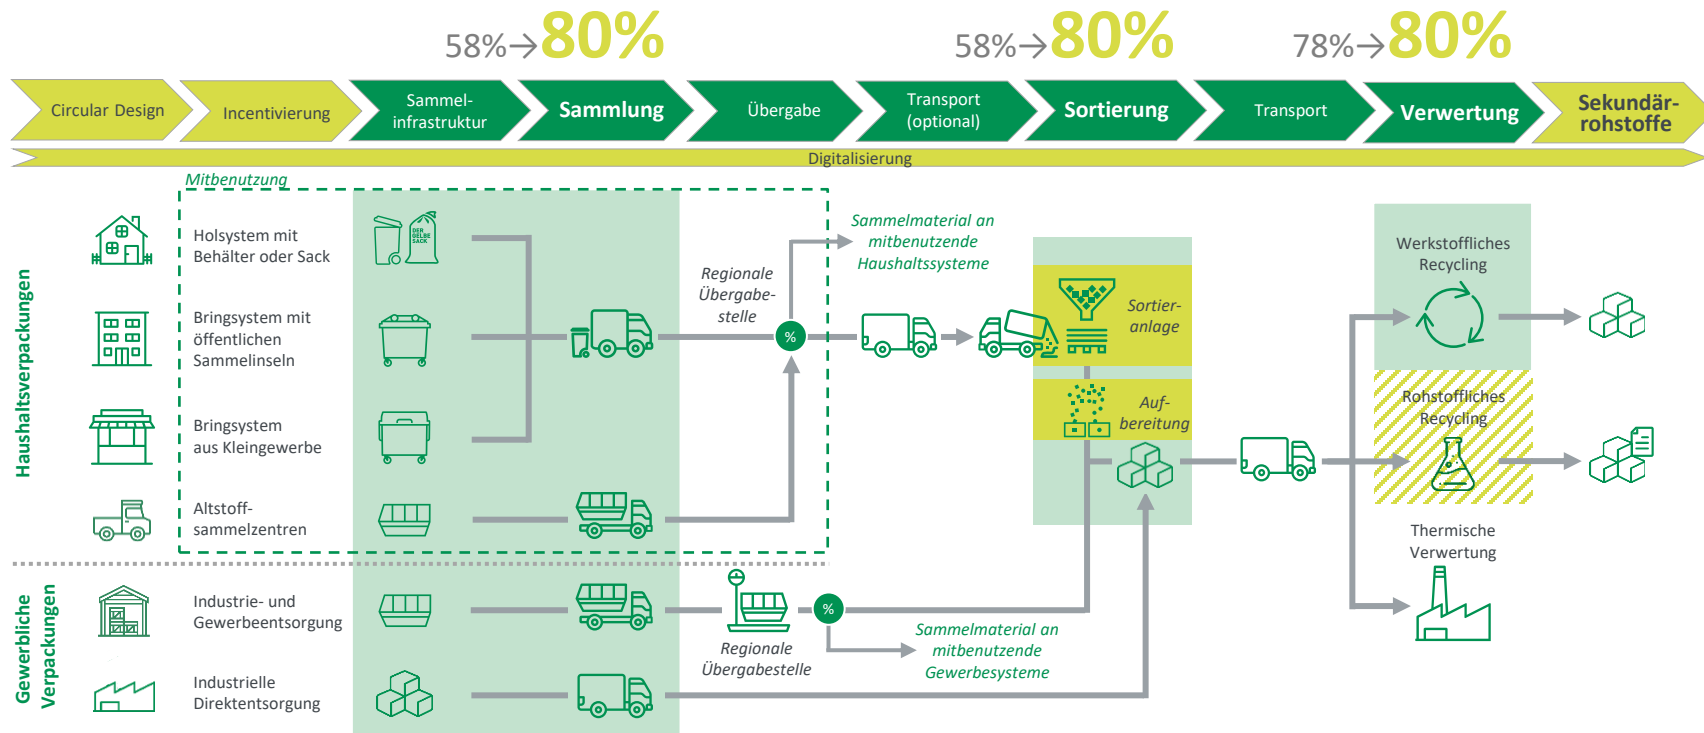 58%→80%
58%→80%
78%→80%
Circular Design
Incentivierung
Sammel-
infrastruktur
Sammlung
Übergabe
Transport
(optional)
Sortierung
Transport
Verwertung
Sekundär-
rohstoffe
Digitalisierung
Mitbenutzung
Haushaltsverpackungen
Holsystem mit
Behälter oder Sack
DER
GELBE
SACK
Bringsystem mit
öffentlichen
Sammelinseln
Bringsystem
aus Kleingewerbe
Altstoff-
sammelzentren
Regionale
Übergabe-
stelle
%
Sammelmaterial an
mitbenutzende
Haushaltssysteme
Sortier-
anlage
Auf-
bereitung
Werkstoffliches
Recycling
Rohstoffliches
Recycling
Thermische
Verwertung
Gewerbliche
Verpackungen
Industrie- und
Gewerbeentsorgung
Industrielle
Direktentsorgung
Regionale
Übergabestelle
%
Sammelmaterial an
mitbenutzende
Gewerbesysteme